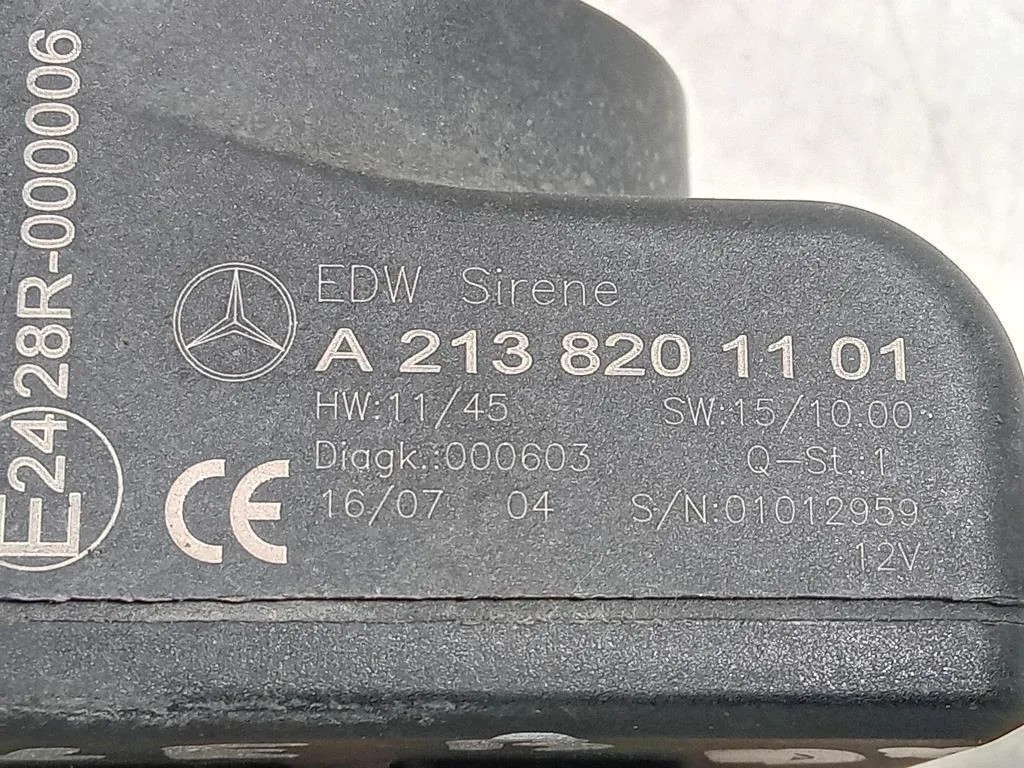 E24 28R-000006
EDW Sirene
A 213 820 11 01
HW:11/45 SW:15/10.00
Diagk.:000603 Q-St.:1
CE 16/07 04 S/N:01012959
12V